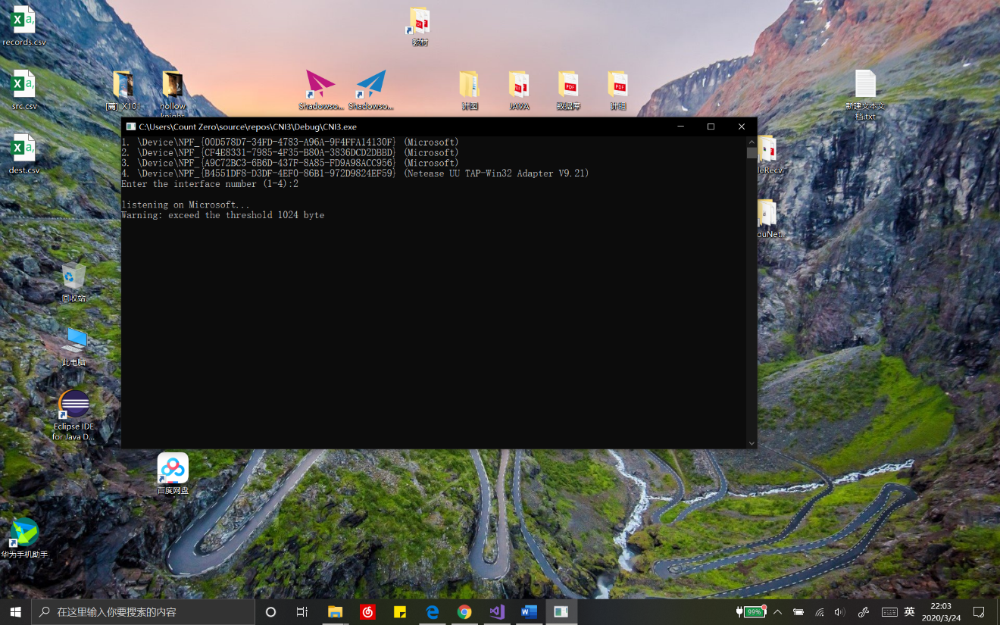 records.csv
教材
src.csv
[萧] X101
hollow knight
Shadowso...
Shadowso...
计图
JAVA
数据库
计组
新建文本文
档.txt
C:\Users\Count Zero\source\repos\CNI3\Debug\CNI3.exe
1. \Device\NPF_{00D578D7-34FD-4783-A96A-9F4FFA14130F} (Microsoft)
2. \Device\NPF_{CF4E8331-7985-4F35-B80A-3836DCD2DBBD} (Microsoft)
3. \Device\NPF_{A9C72BC3-6B6D-437F-8A85-FD9A98ACC956} (Microsoft)
4. \Device\NPF_{B4551DF8-D3DF-4EF0-86B1-972D9824EF59} (Netease UU TAP-Win32 Adapter V9.21)
Enter the interface number (1-4):2
listening on Microsoft...
Warning: exceed the threshold 1024 byte
dest.csv
leRecv
duNet...
回收站
此电脑
Eclipse IDE
for Java D...
百度网盘
华为手机助手
在这里输入你要搜索的内容
99%
英
22:03
2020/3/24